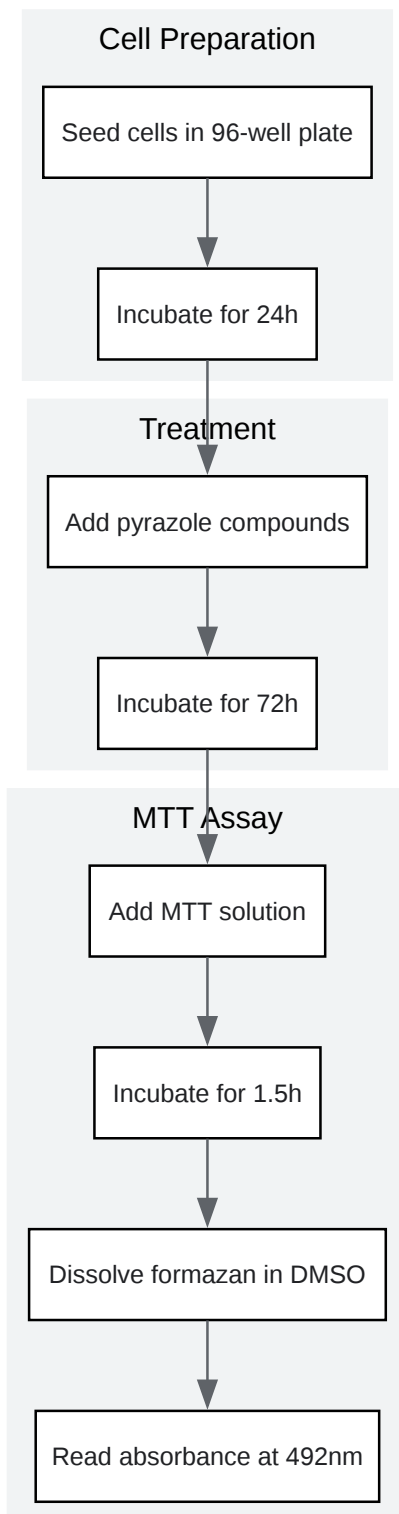 Cell Preparation
Seed cells in 96-well plate
Incubate for 24h
Treatment
Add pyrazole compounds
Incubate for 72h
MTT Assay
Add MTT solution
Incubate for 1.5h
Dissolve formazan in DMSO
Read absorbance at 492nm